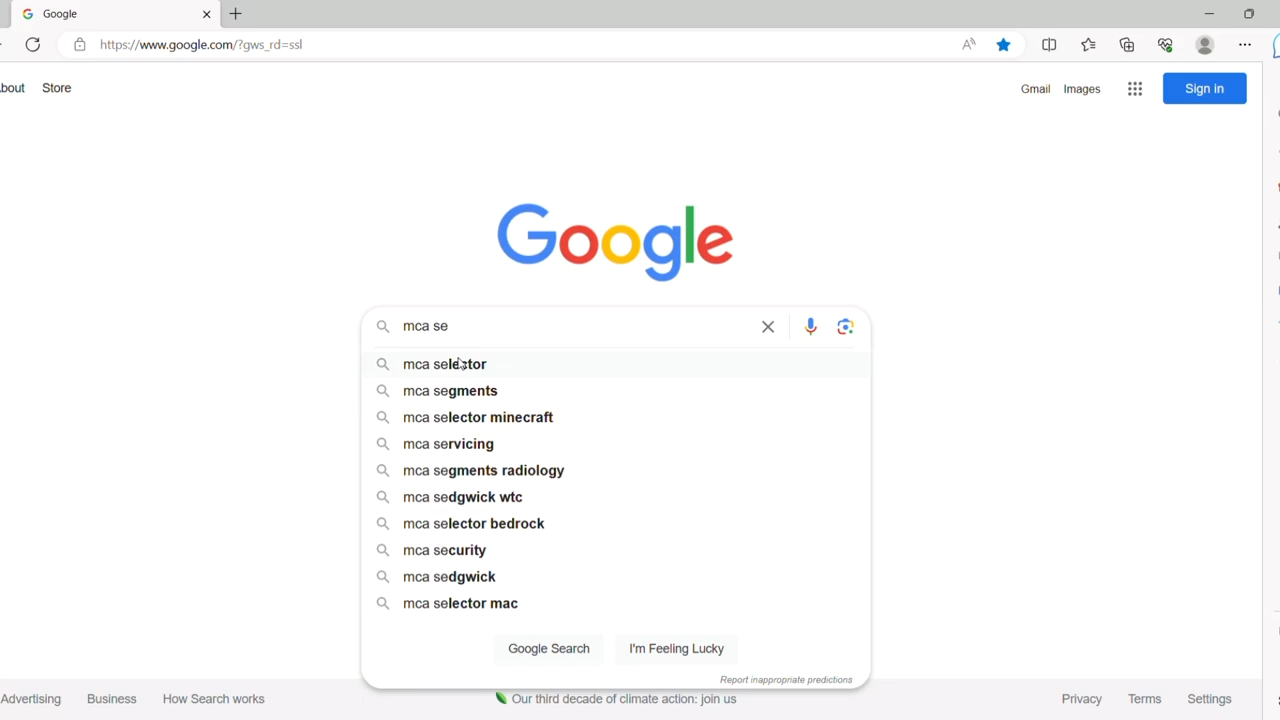 Google
https://www.google.com/?gws_rd=ssl
bout Store
Gmail Images Sign in
Google
mca se
mca selector
mca segments
mca selector minecraft
mca servicing
mca segments radiology
mca sedgwick wtc
mca selector bedrock
mca security
mca sedgwick
mca selector mac
Google Search I'm Feeling Lucky
Report inappropriate predictions
Advertising Business How Search works Our third decade of climate action: join us Privacy Terms Settings